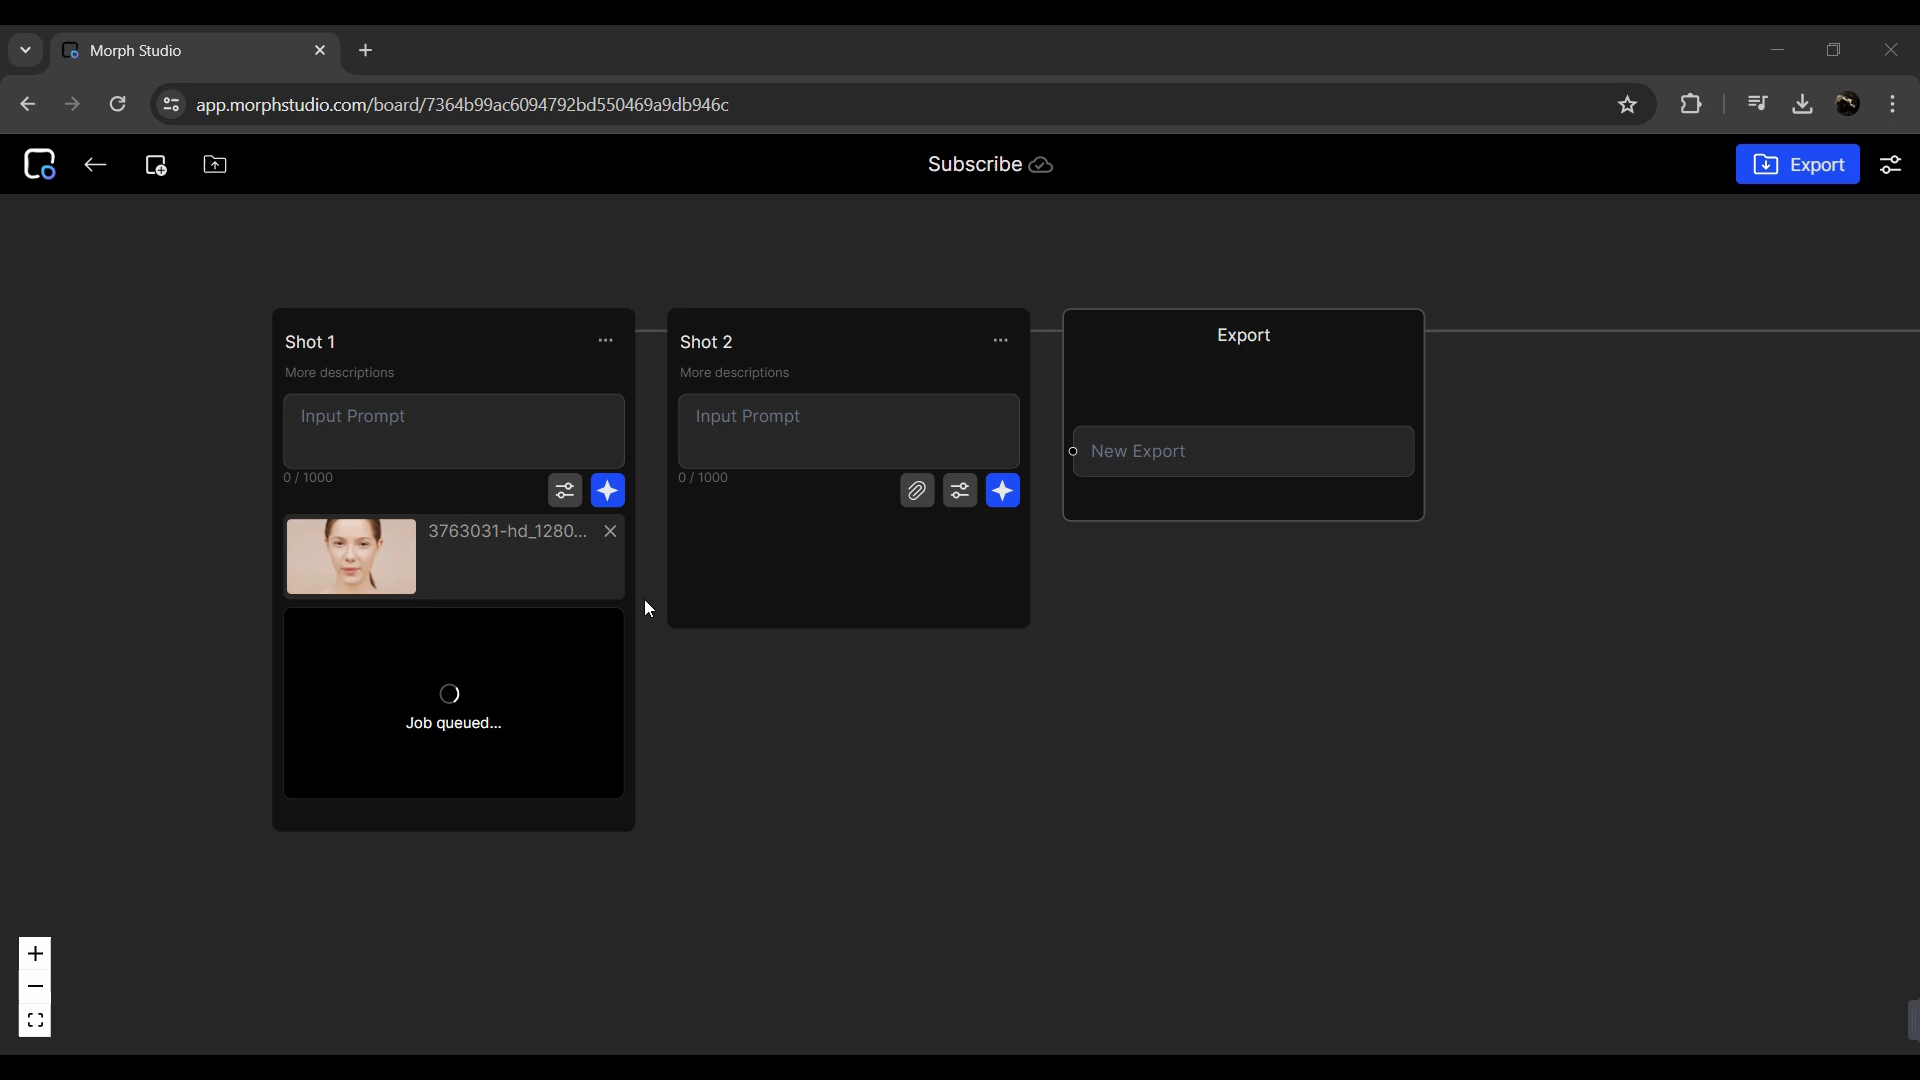 Morph Studio
app.morphstudio.com/board/7364b99ac6094792bd550469a9db946c
Subscribe
Export
Shot 1
More descriptions
Input Prompt
0 / 1000
3763031-hd_1280...
Job queued...
Shot 2
More descriptions
Input Prompt
0 / 1000
Export
New Export